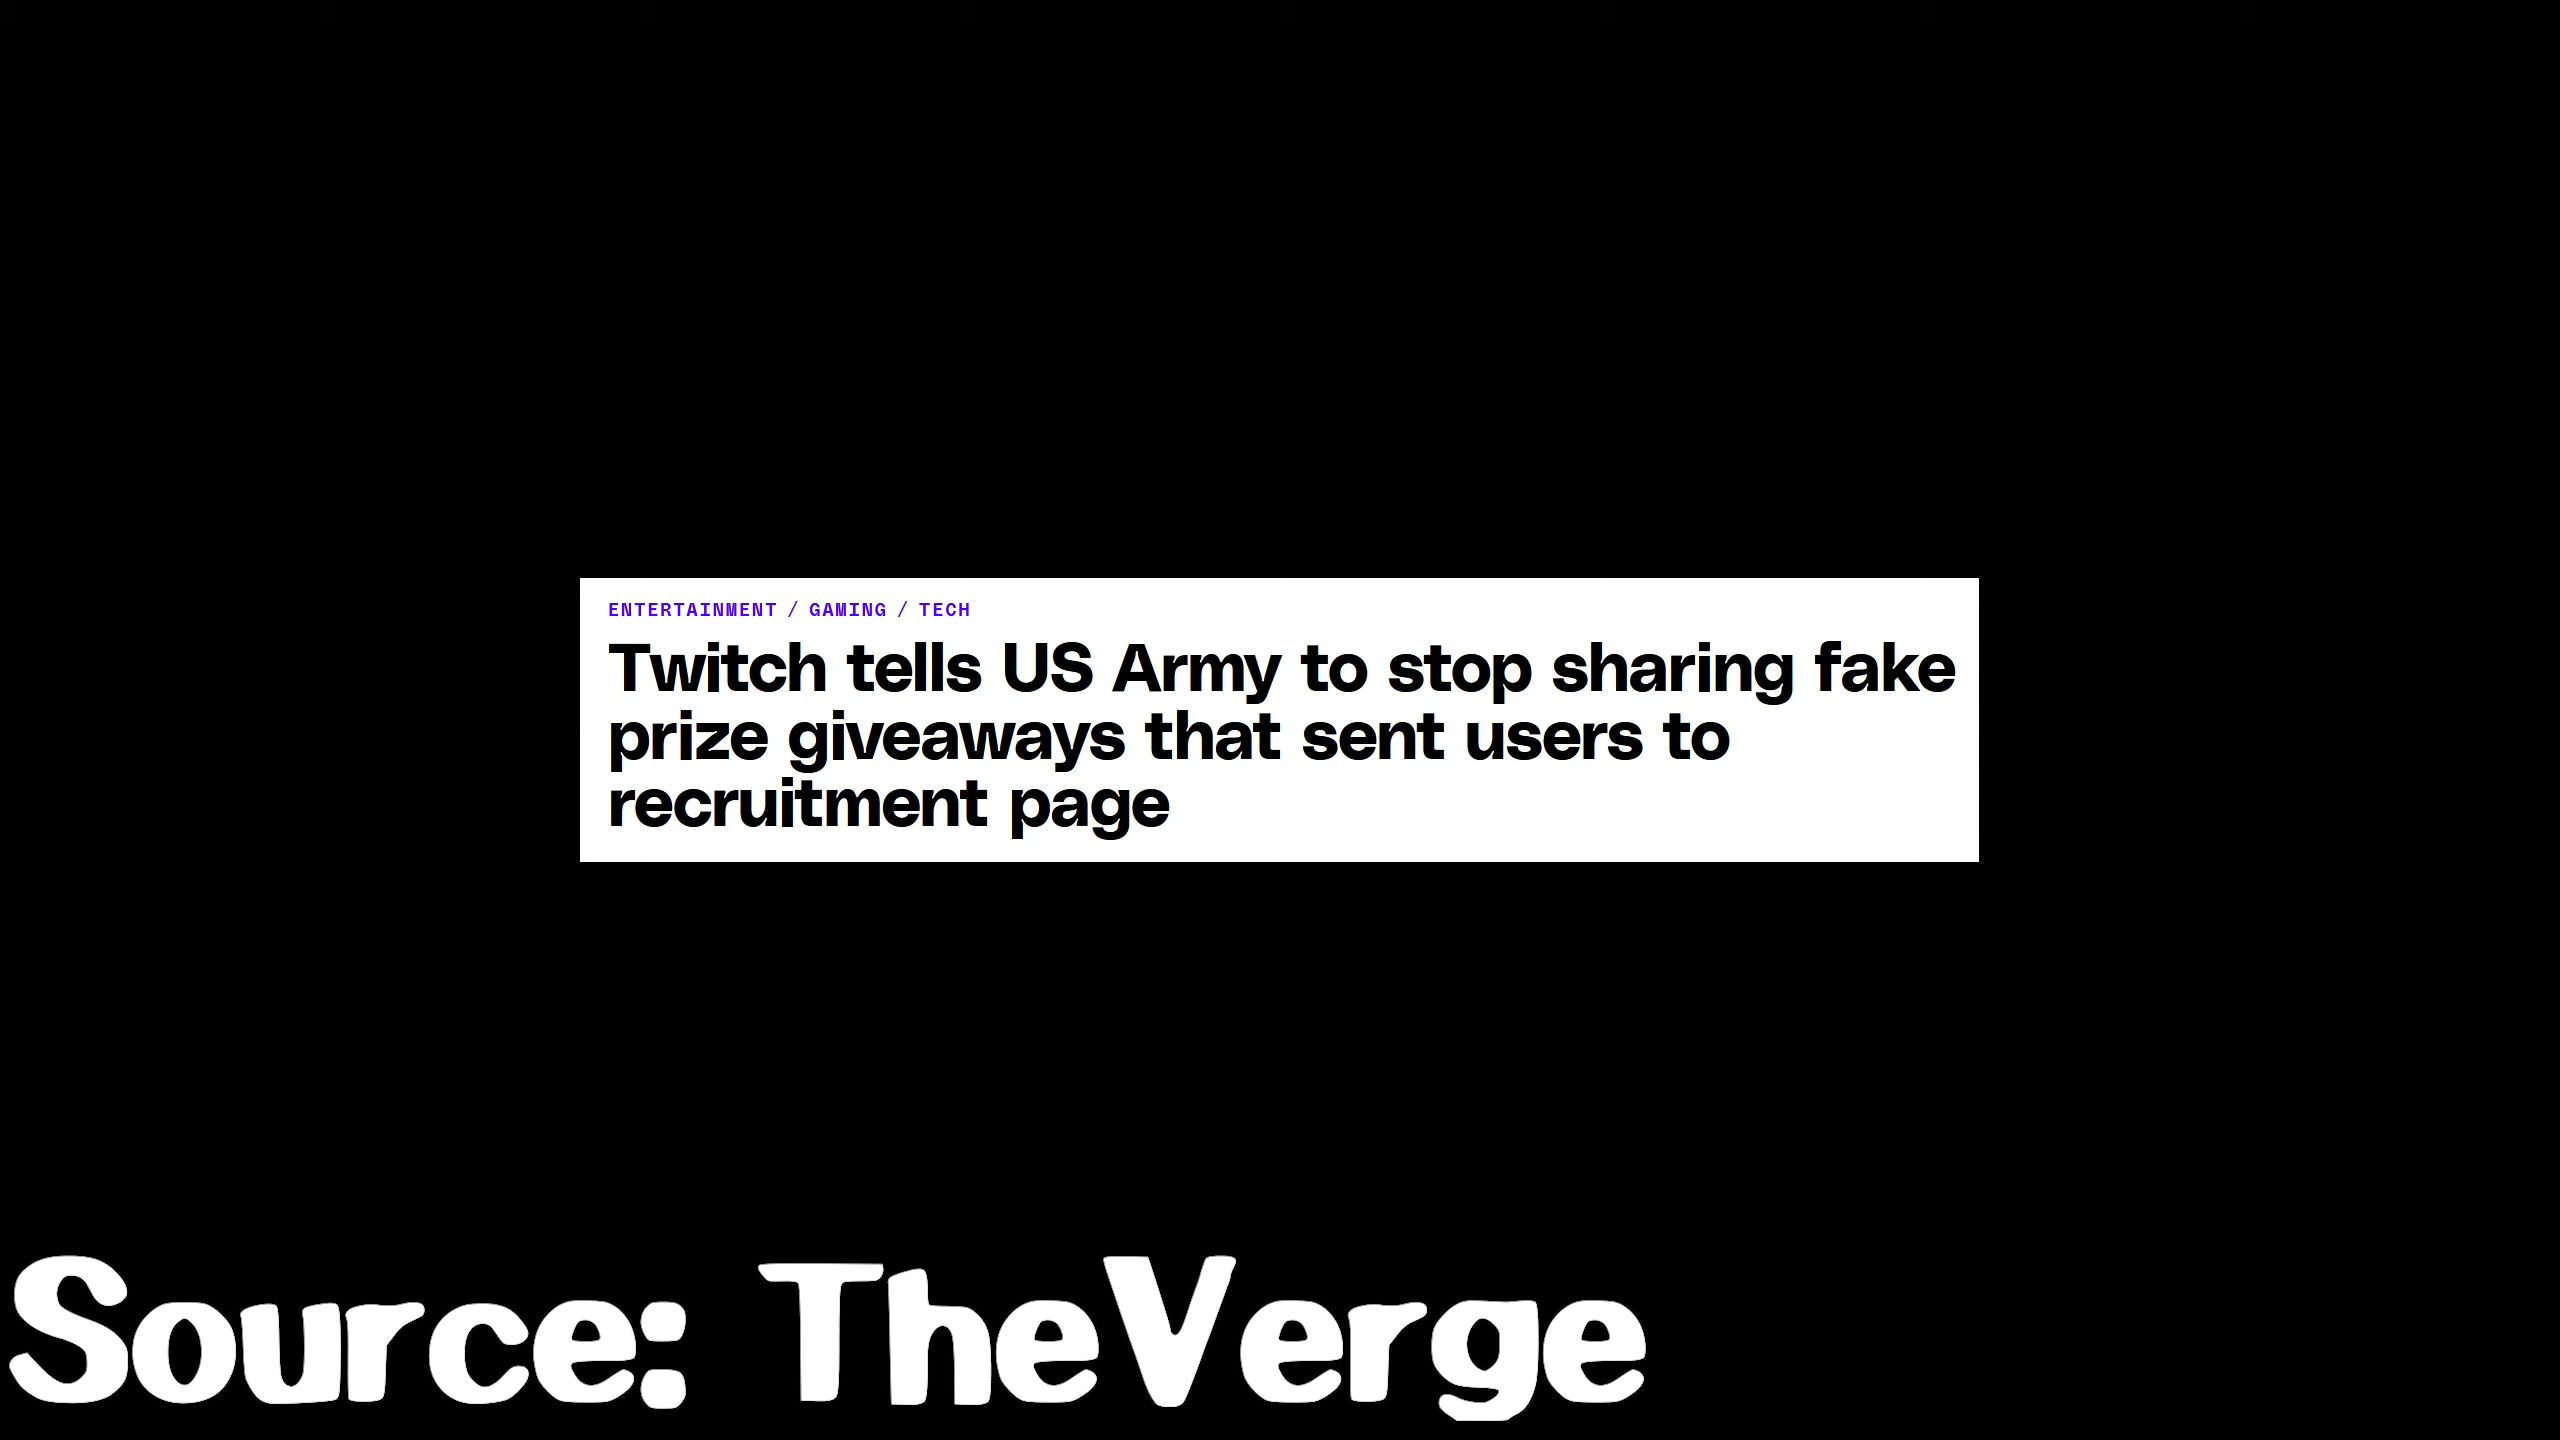 ENTERTAINMENT / GAMING / TECH
Twitch tells US Army to stop sharing fake
prize giveaways that sent users to
recruitment page
Source: TheVerge